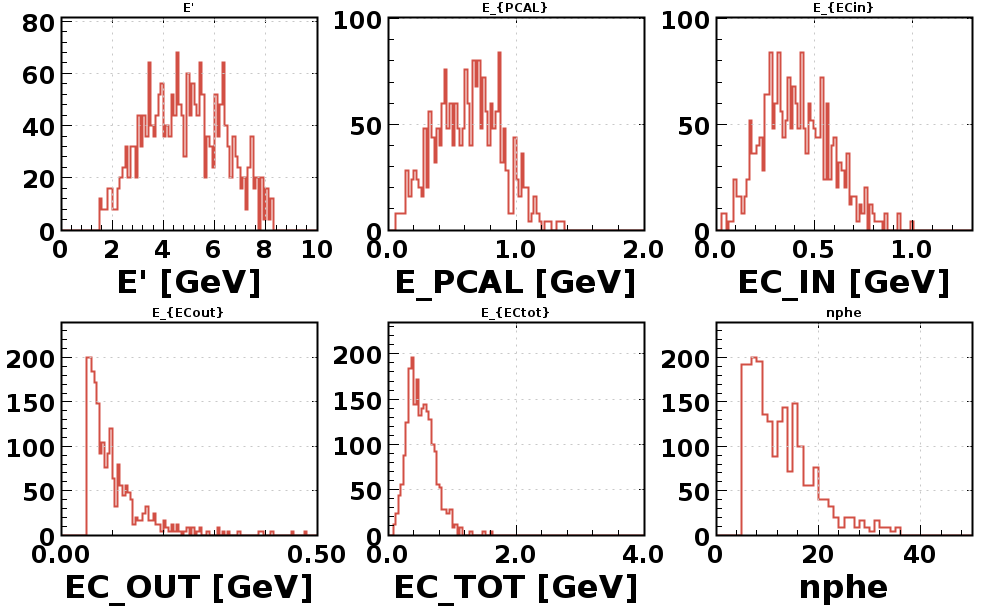 E'
80
60
40
20
0
0 2 4 6 8 10
E' [GeV]
E_{PCAL}
100
50
0
0.0 1.0 2.0
E_PCAL [GeV]
E_{ECin}
100
50
0
0.0 0.5 1.0
EC_IN [GeV]
E_{ECout}
200
150
100
50
0
0.00 0.50
EC_OUT [GeV]
E_{ECtot}
200
150
100
50
0
0.0 2.0 4.0
EC_TOT [GeV]
nphe
200
150
100
50
0
0 20 40
nphe